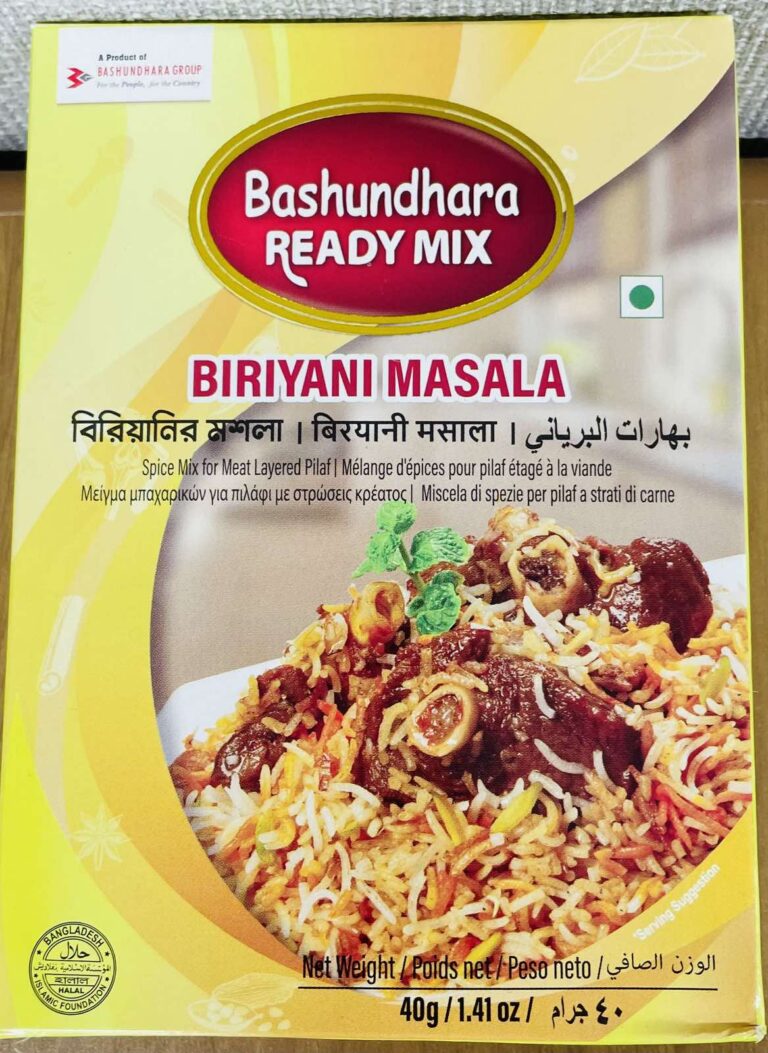 A Product of
BASHUNDHARA GROUP
For the People, for the Country
Bashundhara
READY MIX
BIRIYANI MASALA
বিরিয়ানির মশলা | बिरयानी मसाला | بهارات البرياني
Spice Mix for Meat Layered Pilaf | Mélange d'épices pour pilaf étagé à la viande
Μείγμα μπαχαρικών για πιλάφι με στρώσεις κρέατος | Miscela di spezie per pilaf a strati di carne
*Serving Suggestion
BANGLADESH
حلال
হালাল
HALAL
ISLAMIC FOUNDATION
Net Weight / Poids net / Peso neto / الوزن الصافي
40g / 1.41 oz / ٤٠ جرام